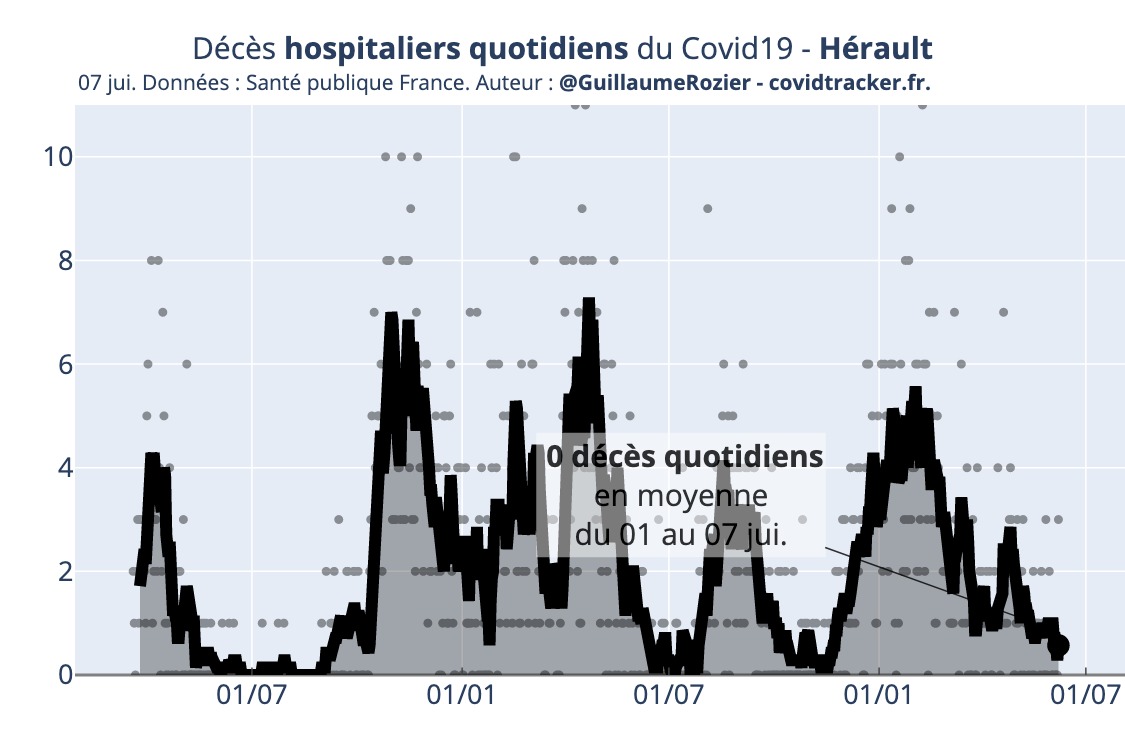 Décès hospitaliers quotidiens du Covid19 - Hérault
07 jui. Données : Santé publique France. Auteur : @GuillaumeRozier - covidtracker.fr.
10
8
6
4
2
0
0 décès quotidiens
en moyenne
du 01 au 07 jui.
01/07 01/01 01/07 01/01 01/07